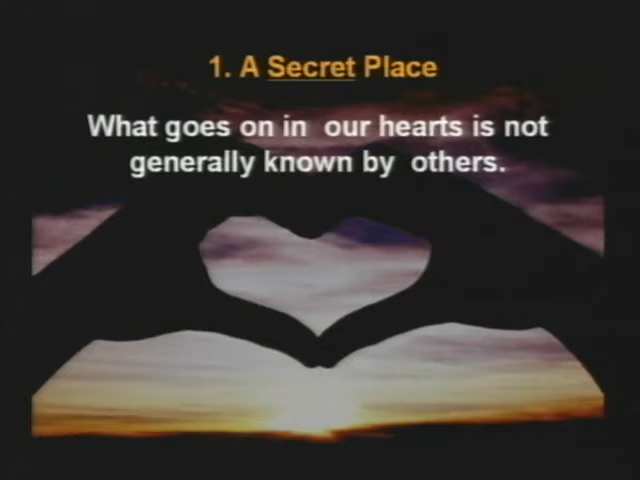 1. A Secret Place
What goes on in our hearts is not
generally known by others.